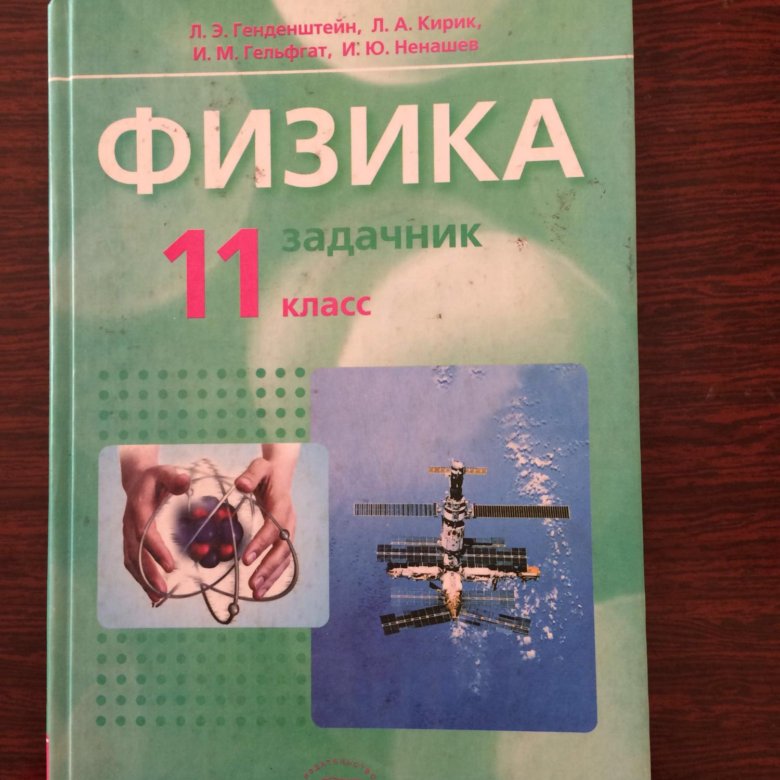 Л. Э. Генденштейн, Л. А. Кирик,
И. М. Гельфгат, И. Ю. Ненашев
ФИЗИКА
11 задачник
класс